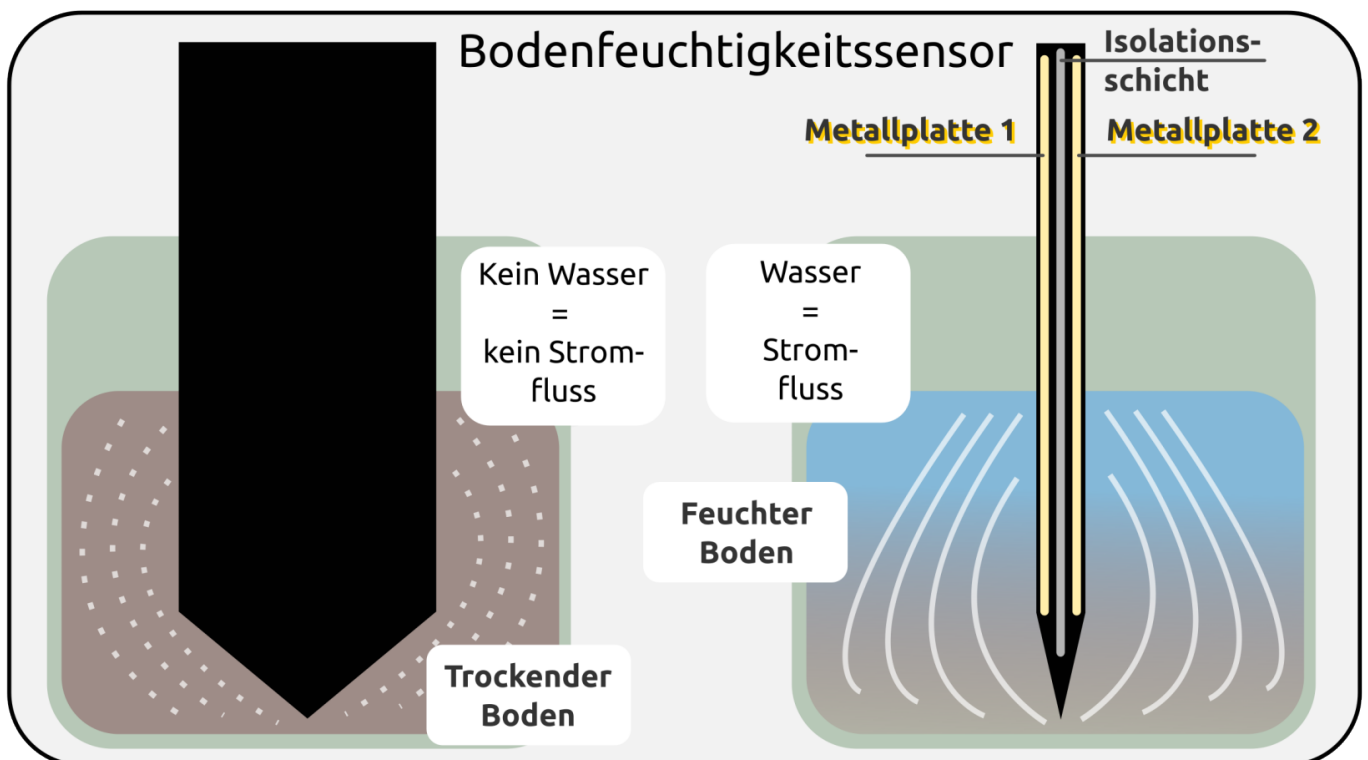 Bodenfeuchtigkeitssensor
Isolations-
schicht
Metallplatte 1
Metallplatte 2
Kein Wasser
=
kein Strom-
fluss
Wasser
=
Strom-
fluss
Feuchter
Boden
Trockender
Boden